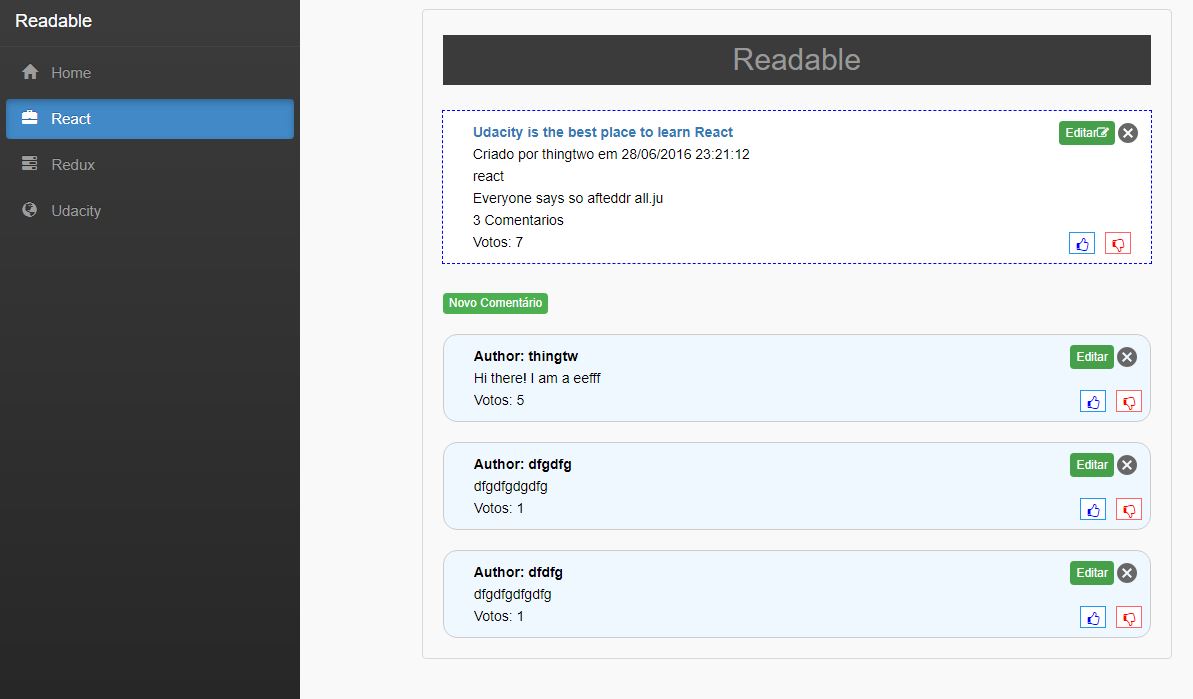 Readable
Home
React
Redux
Udacity
Readable
Udacity is the best place to learn React
Editar
Criado por thingtwo em 28/06/2016 23:21:12
react
Everyone says so afteddr all.ju
3 Comentarios
Votos: 7
Novo Comentário
Author: thingtw
Editar
Hi there! I am a eefff
Votos: 5
Author: dfgdfg
Editar
dfgdfgdgdfg
Votos: 1
Author: dfdfg
Editar
dfgdfgdfgdfg
Votos: 1